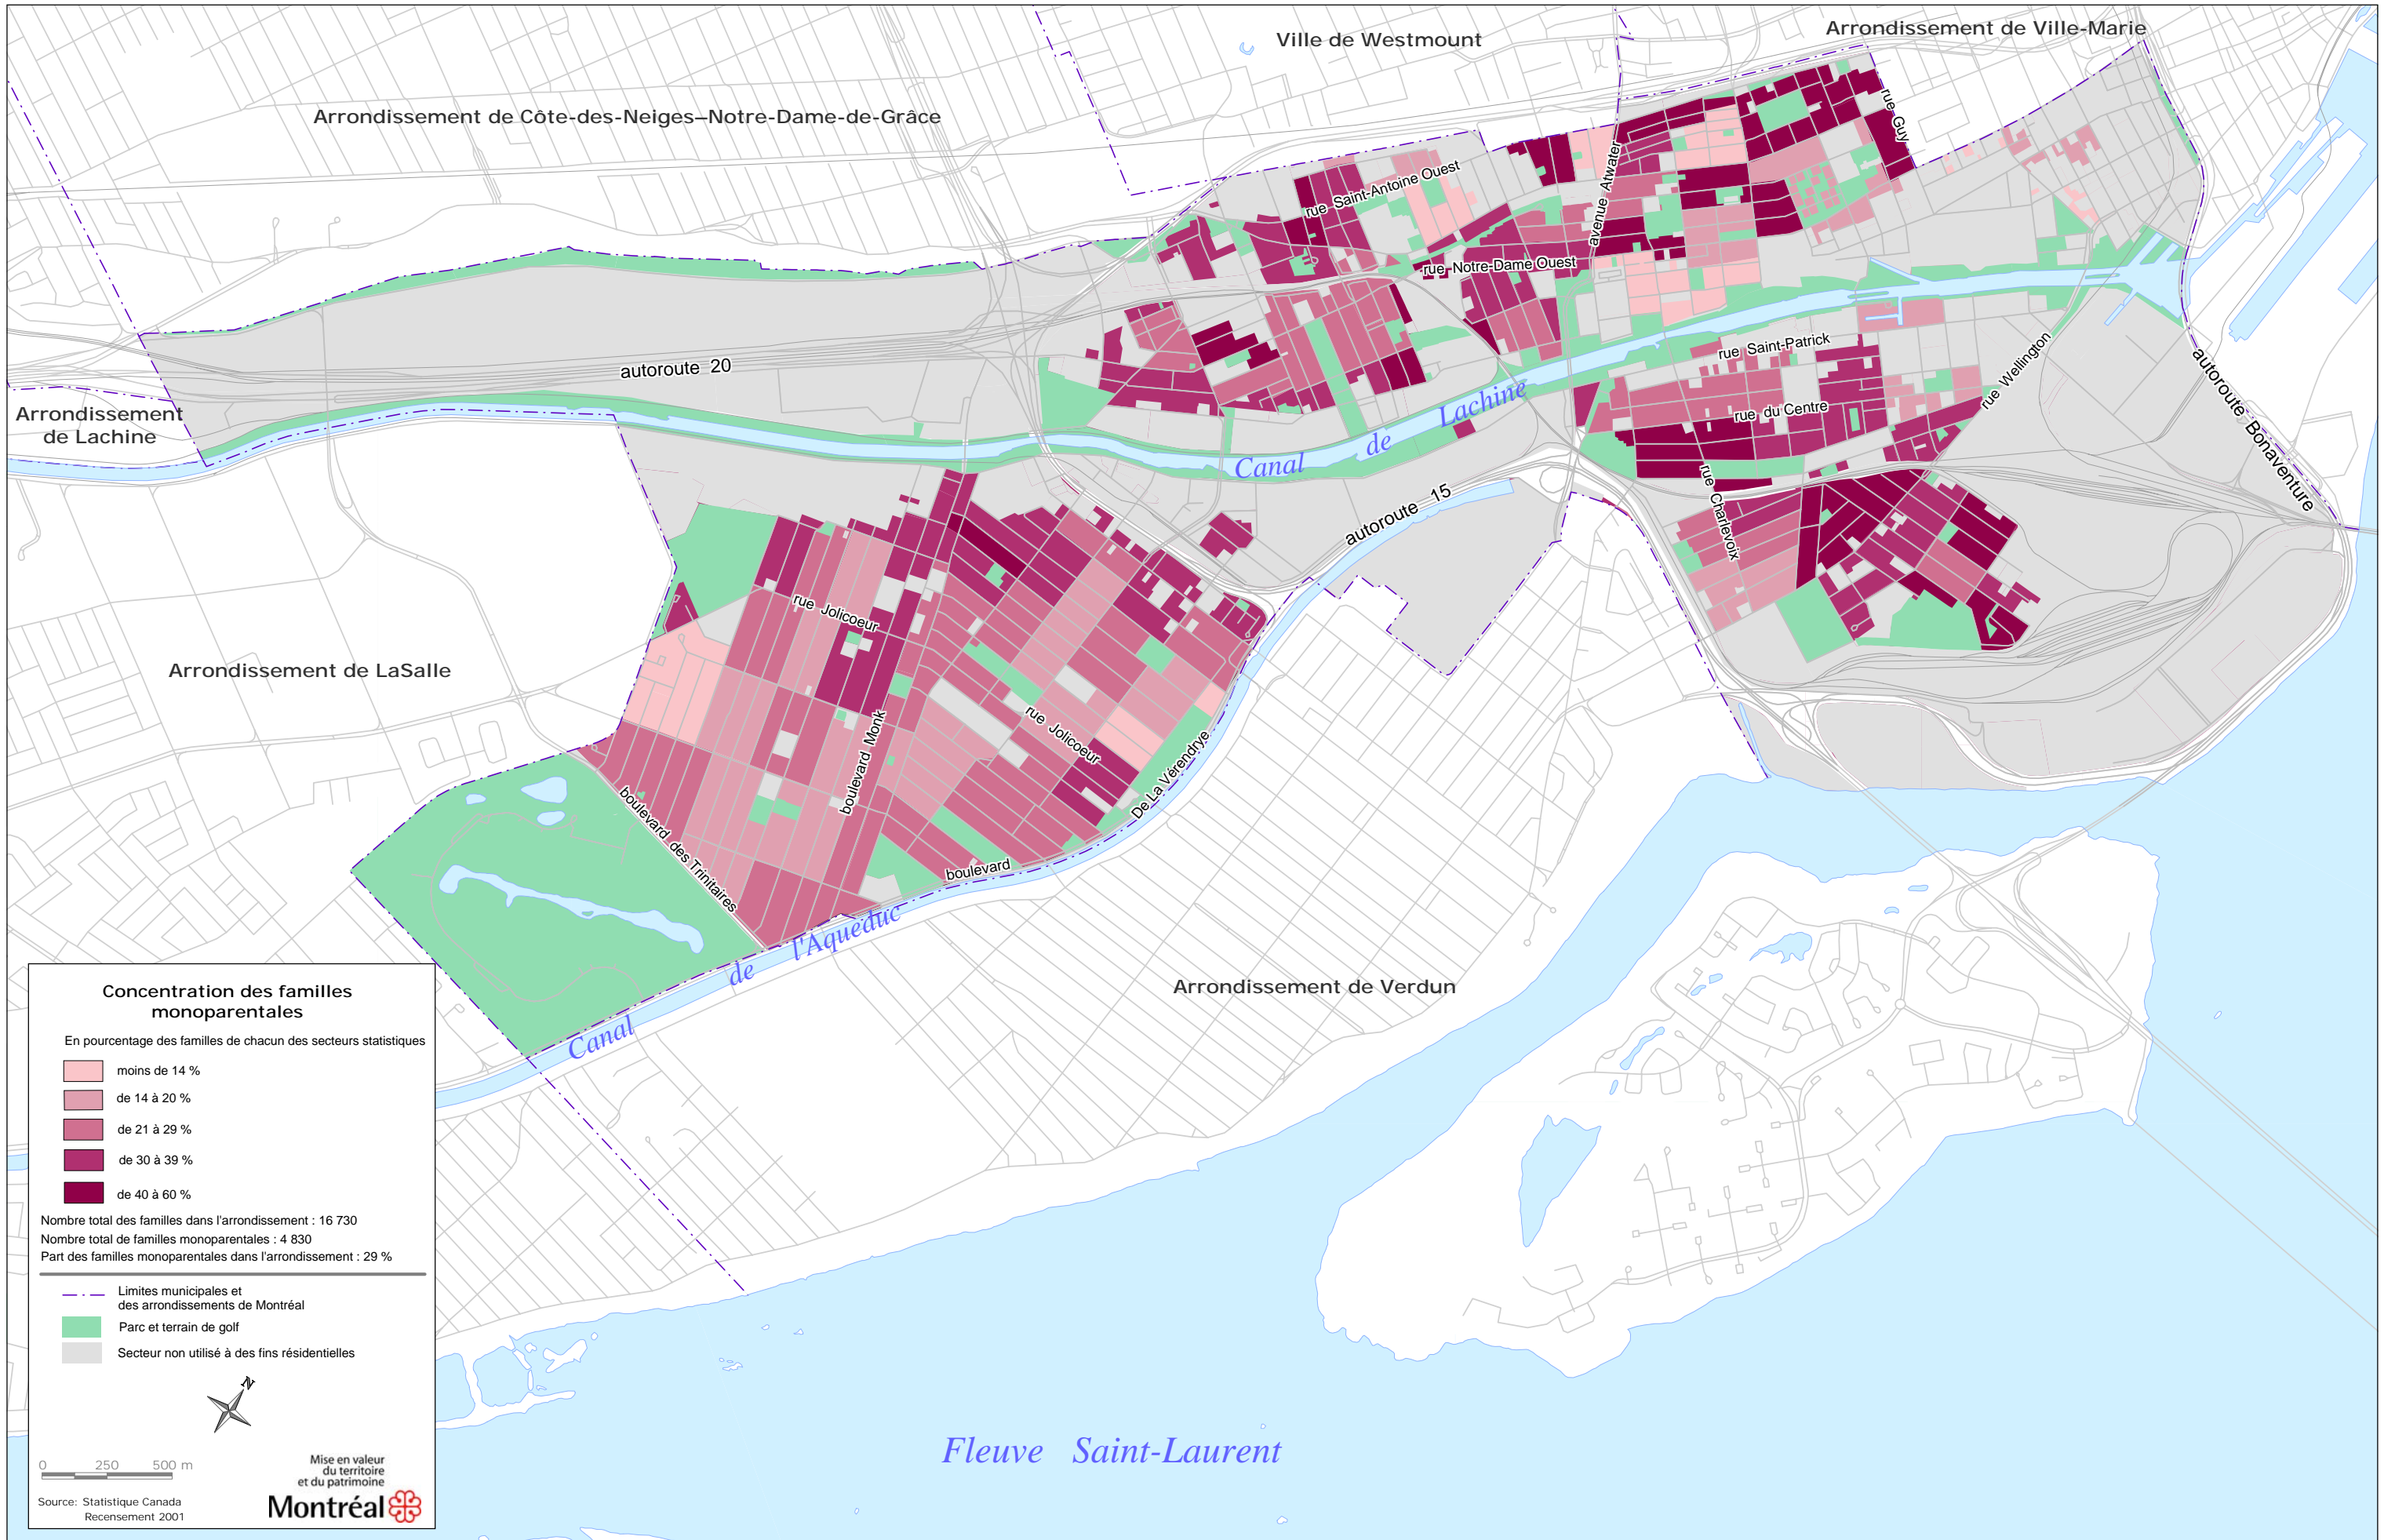 Arrondissement de Ville-Marie
Ville de Westmount
Arrondissement de Côte-des-Neiges–Notre-Dame-de-Grâce
rue Guy
rue Saint-Antoine Ouest
avenue Atwater
rue Notre-Dame Ouest
autoroute 20
rue Saint-Patrick
rue Wellington
autoroute Bonaventure
Arrondissement
de Lachine
rue du Centre
Canal de Lachine
rue Charlevoix
autoroute 15
rue Jolicoeur
Arrondissement de LaSalle
rue Jolicoeur
boulevard Monk
boulevard De La Vérendrye
boulevard des Trinitaires
Canal de l'Aqueduc
Arrondissement de Verdun
Fleuve Saint-Laurent
Concentration des familles
monoparentales
En pourcentage des familles de chacun des secteurs statistiques
moins de 14 %
de 14 à 20 %
de 21 à 29 %
de 30 à 39 %
de 40 à 60 %
Nombre total des familles dans l'arrondissement : 16 730
Nombre total de familles monoparentales : 4 830
Part des familles monoparentales dans l'arrondissement : 29 %
Limites municipales et
des arrondissements de Montréal
Parc et terrain de golf
Secteur non utilisé à des fins résidentielles
N
0 250 500 m
Mise en valeur
du territoire
et du patrimoine
Montréal
Source: Statistique Canada
Recensement 2001